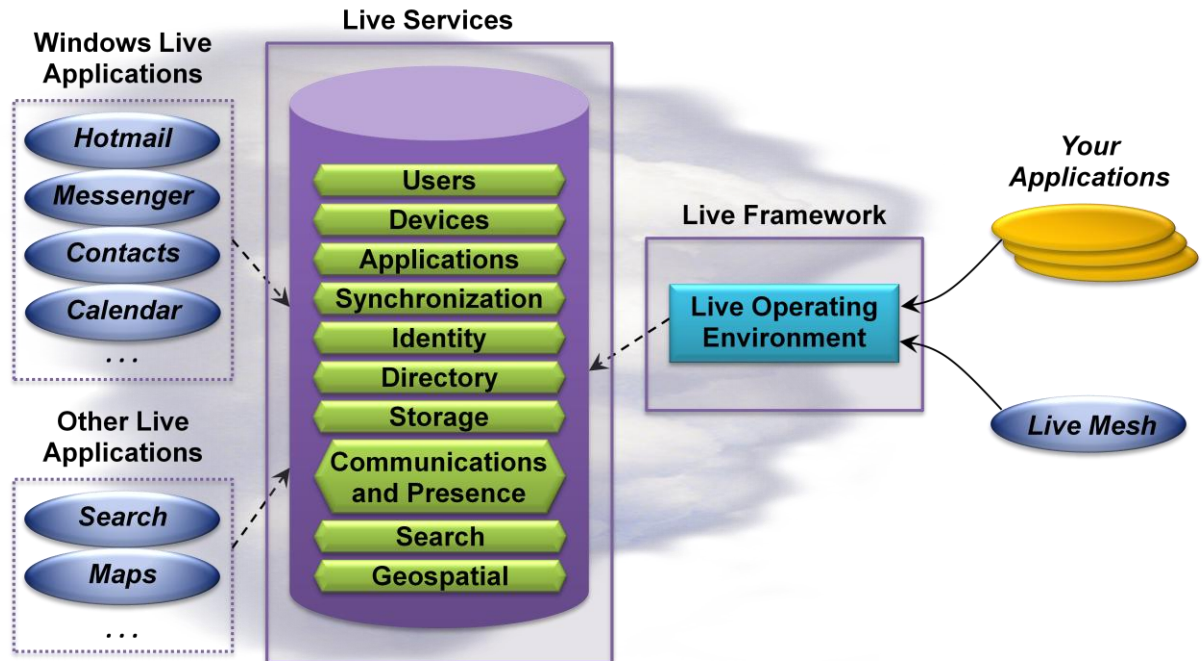 Live Services
Windows Live
Applications
Hotmail
Messenger
Contacts
Calendar
...
Other Live
Applications
Search
Maps
...
Users
Devices
Applications
Synchronization
Identity
Directory
Storage
Communications
and Presence
Search
Geospatial
Live Framework
Live Operating
Environment
Your
Applications
Live Mesh